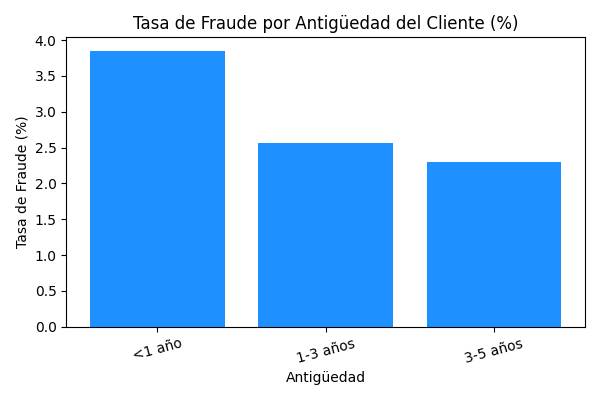 Tasa de Fraude por Antigüedad del Cliente (%)
4.0
3.5
3.0
2.5
2.0
1.5
1.0
0.5
0.0
Tasa de Fraude (%)
<1 año
1-3 años
3-5 años
Antigüedad